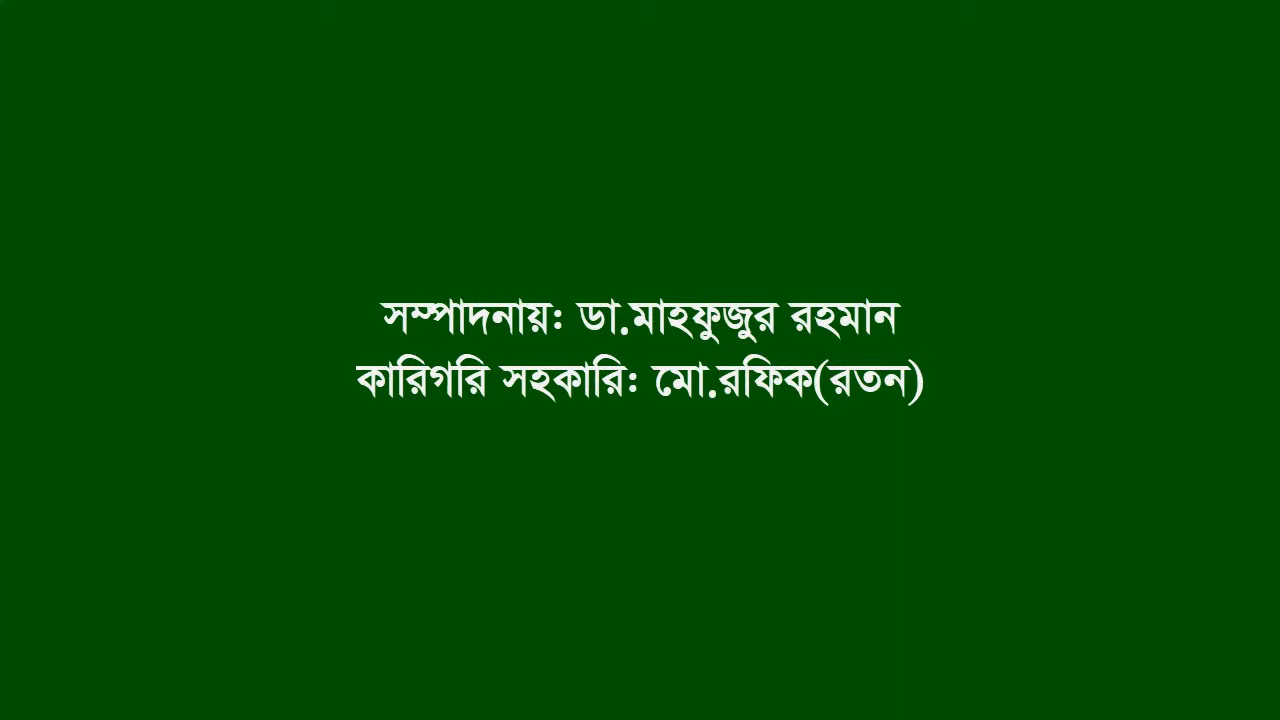 সম্পাদনায়: ডা.মাহফুজুর রহমান
কারিগরি সহকারি: মো.রফিক(রতন)